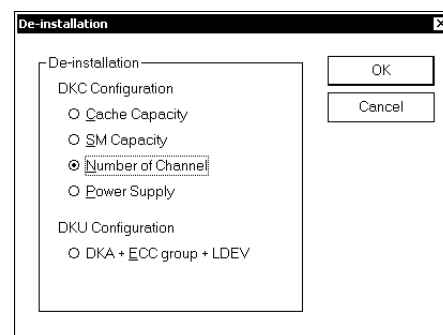 De-installation
De-installation
DKC Configuration
Cache Capacity
SM Capacity
Number of Channel
Power Supply
DKU Configuration
DKA + ECC group + LDEV
OK
Cancel